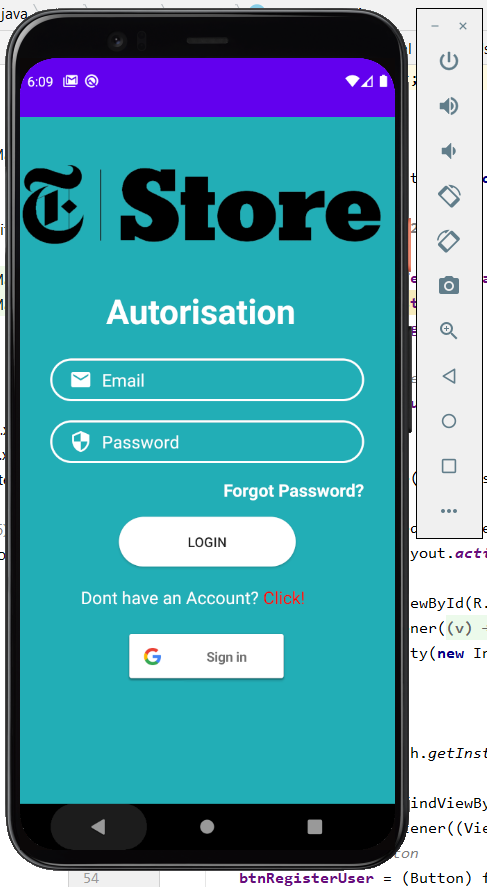 java
6:09
T Store
Autorisation
Email
Password
Forgot Password?
LOGIN
Dont have an Account? Click!
Sign in
yout.acti
ewById(R.
ner((v) -
ty(new In
h.getInst
indViewBy
tener((Vie
54
btnRegisterUser = (Button) f